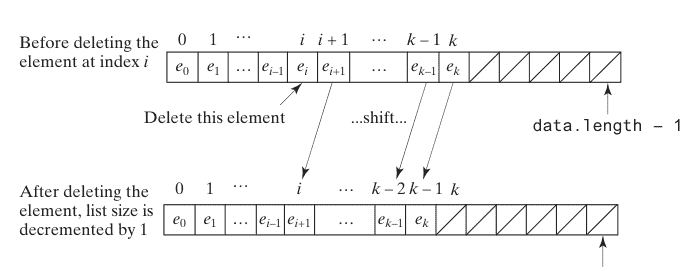 Before deleting the
element at index i
0 1 ... i i + 1 ... k – 1 k
e0 e1 ... ei–1 ei ei+1 ... ek–1 ek
Delete this element
...shift...
data.length – 1
After deleting the
element, list size is
decremented by 1
0 1 ... i ... k – 2 k – 1 k
e0 e1 ... ei–1 ei+1 ... ek–1 ek